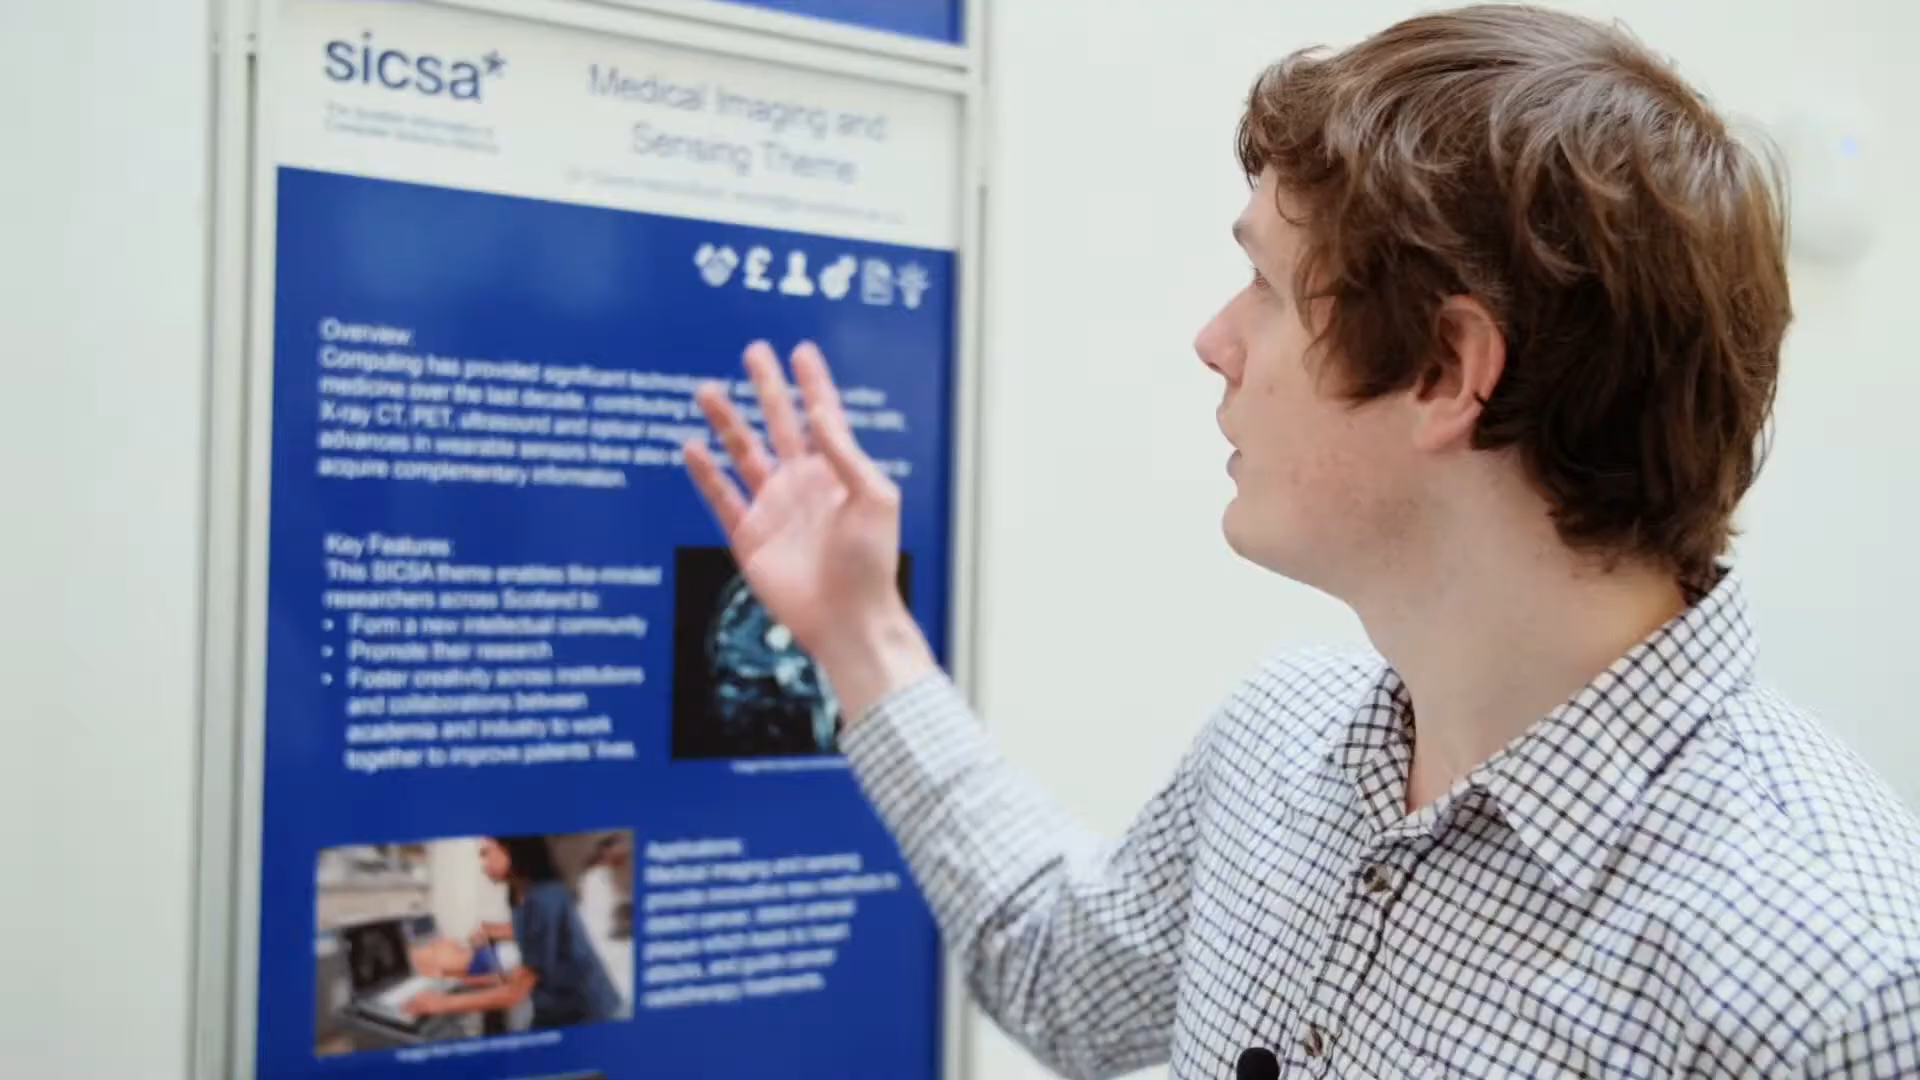 sicsa*
Medical Imaging and
Sensing Theme
Overview:
Computing has provided significant
medicine over the last decade, contributing
X-ray CT, PET, ultrasound and optical
advances in wearable sensors have also
acquire complementary information.
Key Features:
This SICSA theme enables like-minded
researchers across Scotland to:
• Form a new intellectual community
• Promote their research
• Foster creativity across institutions
and collaborations between
academia and industry to work
together to improve patients' lives.
Applications:
Medical imaging and sensing
provide innovative new methods to
detect cancer, detect arterial
plaque which leads to heart
attacks, and guide cancer
radiotherapy treatments.